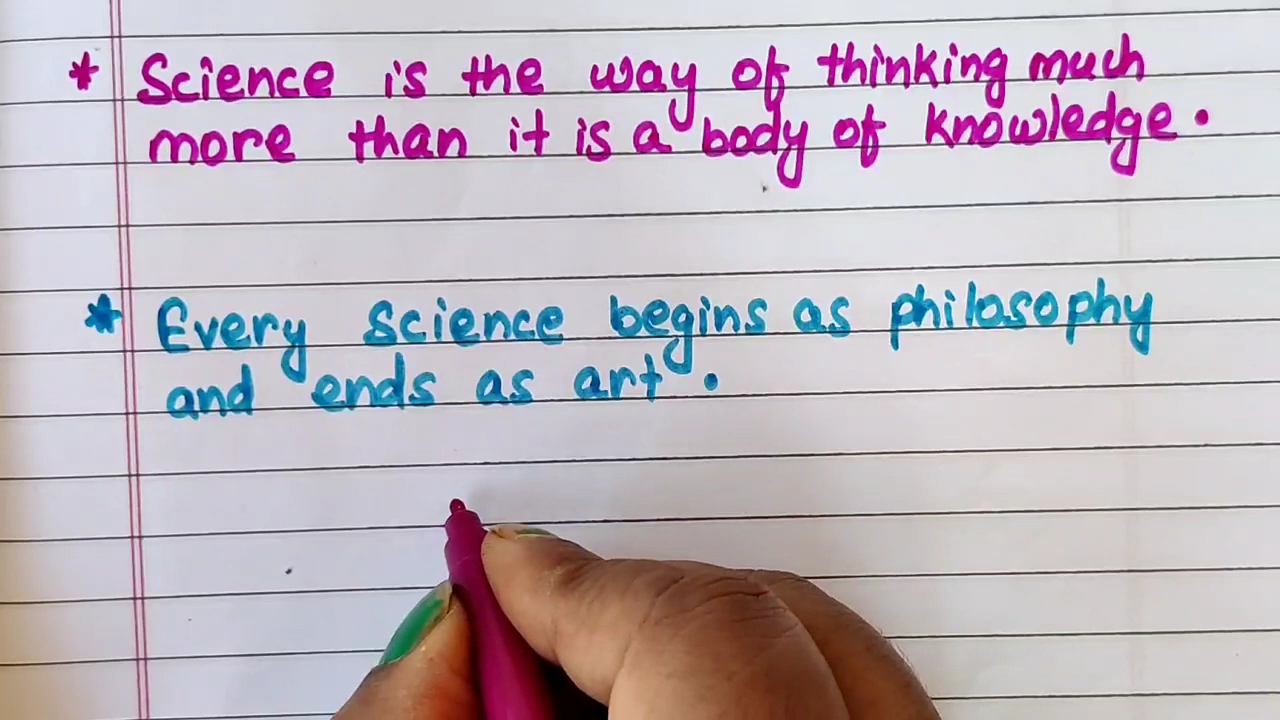 * Science is the way of thinking much
more than it is a body of knowledge.
* Every science begins as philosophy
and ends as art.